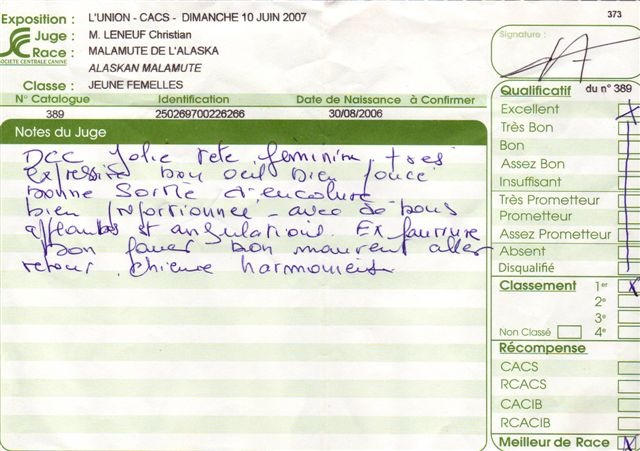 373
Exposition : L'UNION - CACS - DIMANCHE 10 JUIN 2007
Juge : M. LENEUF Christian
Race : MALAMUTE DE L'ALASKA
SOCIETE CENTRALE CANINE
ALASKAN MALAMUTE
Classe : JEUNE FEMELLES
N° Catalogue Identification Date de Naissance à Confirmer
389 250269700226266 30/08/2006
Notes du Juge
DCC Jolie tete feminine, tres
expressive bon oeil bien foncé
bonne sortie d'encolure
bien proportionnée - avec de bons
et angulations. Ex fourrure
bon fouet bon mouvement aller
retour chienne harmonieuse
Signature :
Qualificatif du n° 389
Excellent X
Très Bon
Bon
Assez Bon
Insuffisant
Très Prometteur
Prometteur
Assez Prometteur
Absent
Disqualifié
Classement 1er X
2e
3e
Non Classé 4e
Récompense
CACS
RCACS
CACIB
RCACIB
Meilleur de Race X